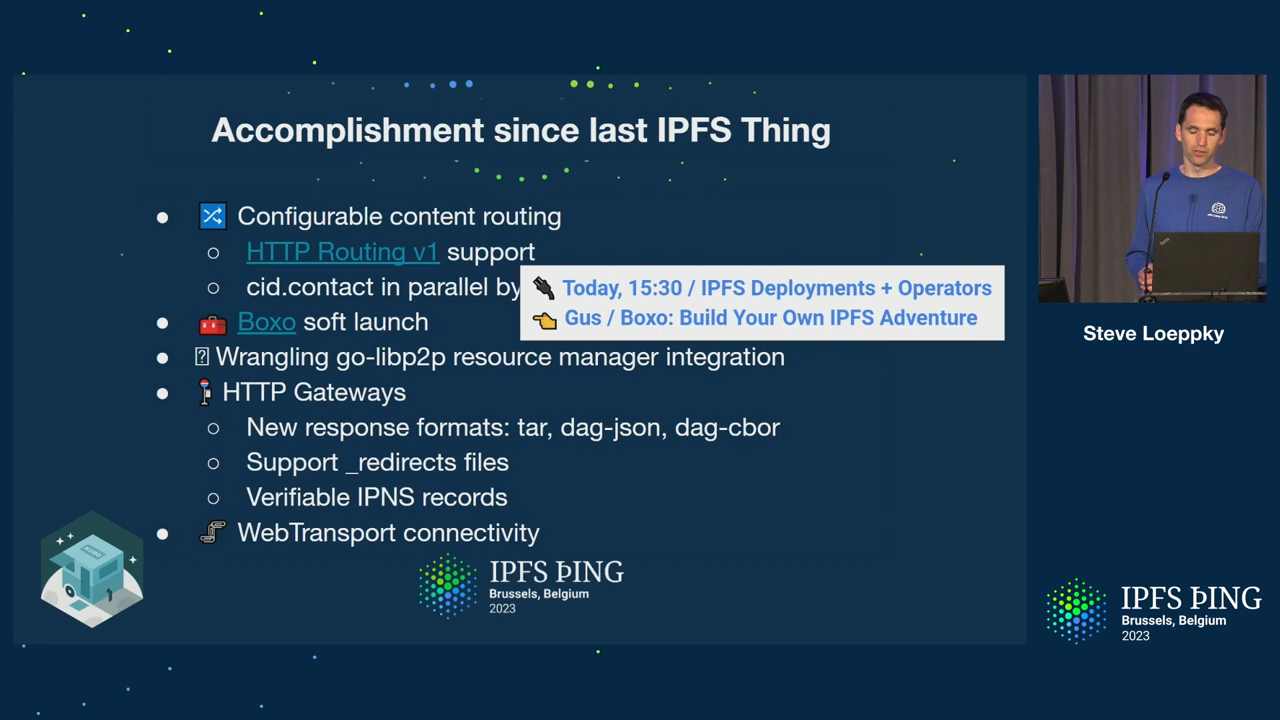 Accomplishment since last IPFS Thing
🔀 Configurable content routing
HTTP Routing v1 support
cid.contact in parallel by
Today, 15:30 / IPFS Deployments + Operators
Gus / Boxo: Build Your Own IPFS Adventure
🧰 Boxo soft launch
Wrangling go-libp2p resource manager integration
HTTP Gateways
New response formats: tar, dag-json, dag-cbor
Support _redirects files
Verifiable IPNS records
WebTransport connectivity
IPFS ÞING
Brussels, Belgium
2023
Steve Loeppky
IPFS ÞING
Brussels, Belgium
2023